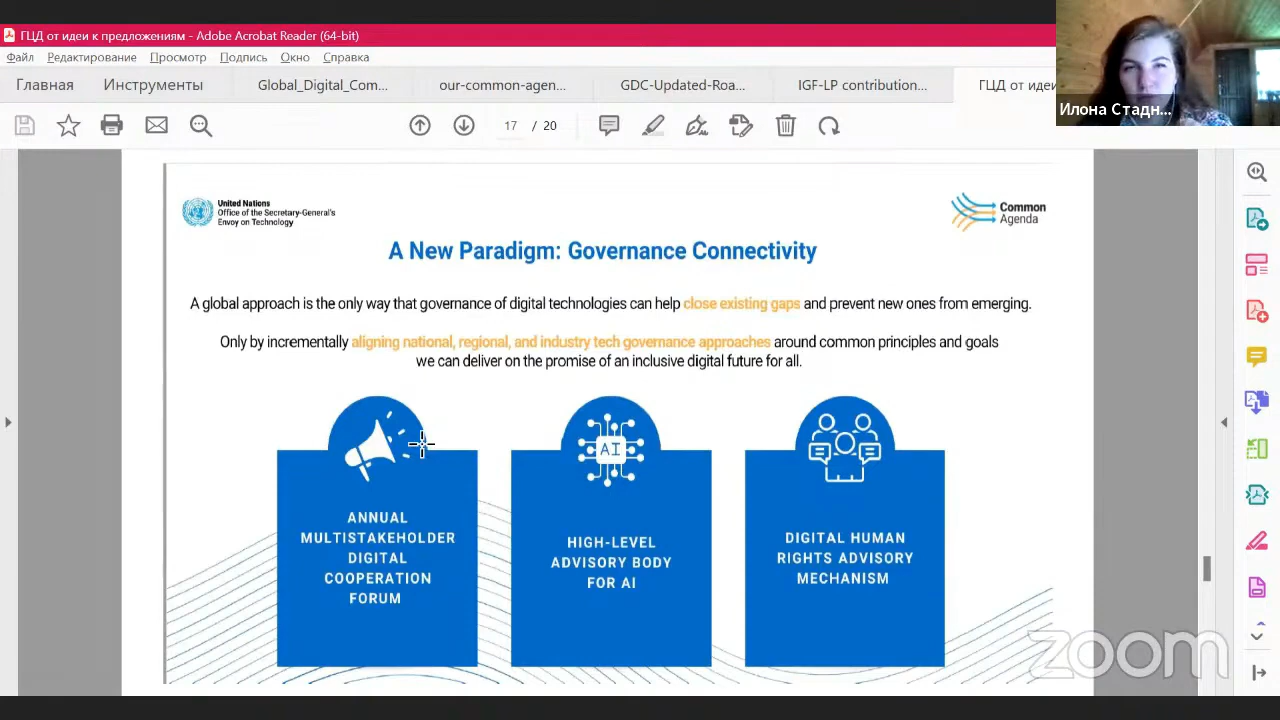 ГЦД от идеи к предложениям - Adobe Acrobat Reader (64-bit)
Файл Редактирование Просмотр Подпись Окно Справка
Главная Инструменты Global_Digital_Com... our-common-agen... GDC-Updated-Roa... IGF-LP contribution... ГЦД от идеи
Илона Стадн...
17 / 20
United Nations
Office of the Secretary-General's
Envoy on Technology
Common
Agenda
A New Paradigm: Governance Connectivity
A global approach is the only way that governance of digital technologies can help close existing gaps and prevent new ones from emerging.
Only by incrementally aligning national, regional, and industry tech governance approaches around common principles and goals
we can deliver on the promise of an inclusive digital future for all.
ANNUAL
MULTISTAKEHOLDER
DIGITAL
COOPERATION
FORUM
AI
HIGH-LEVEL
ADVISORY BODY
FOR AI
DIGITAL HUMAN
RIGHTS ADVISORY
MECHANISM
zoom